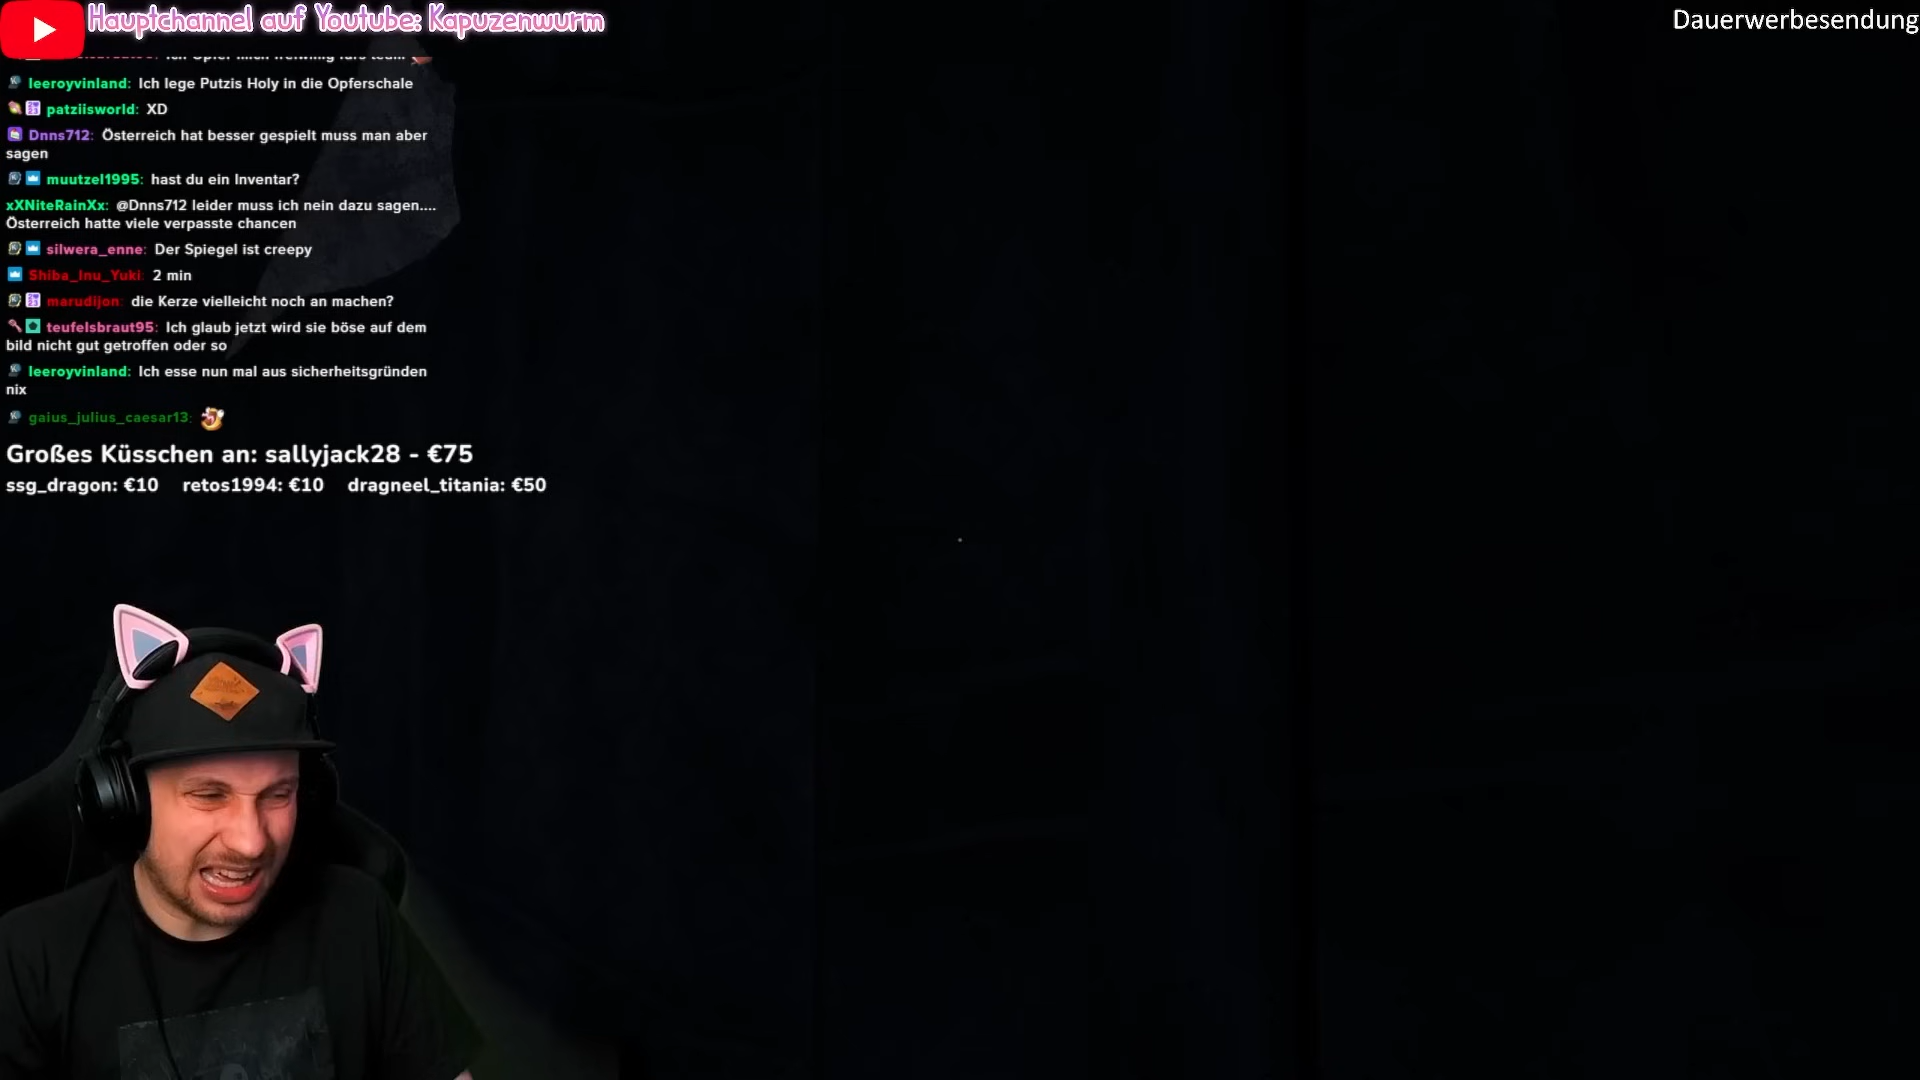 Hauptchannel auf Youtube: Kapuzenwurm
Dauerwerbesendung
leeroyvinland: Ich lege Putzis Holy in die Opferschale
patziisworld: XD
Dnns712: Österreich hat besser gespielt muss man aber
sagen
muutzel1995: hast du ein Inventar?
xXNiteRainXx: @Dnns712 leider muss ich nein dazu sagen....
Österreich hatte viele verpasste chancen
silwera_enne: Der Spiegel ist creepy
Shiba_Inu_Yuki: 2 min
marudijon: die Kerze vielleicht noch an machen?
teufelsbraut95: Ich glaub jetzt wird sie böse auf dem
bild nicht gut getroffen oder so
leeroyvinland: Ich esse nun mal aus sicherheitsgründen
nix
gaius_julius_caesar13:
Großes Küsschen an: sallyjack28 - €75
ssg_dragon: €10 retos1994: €10 dragneel_titania: €50